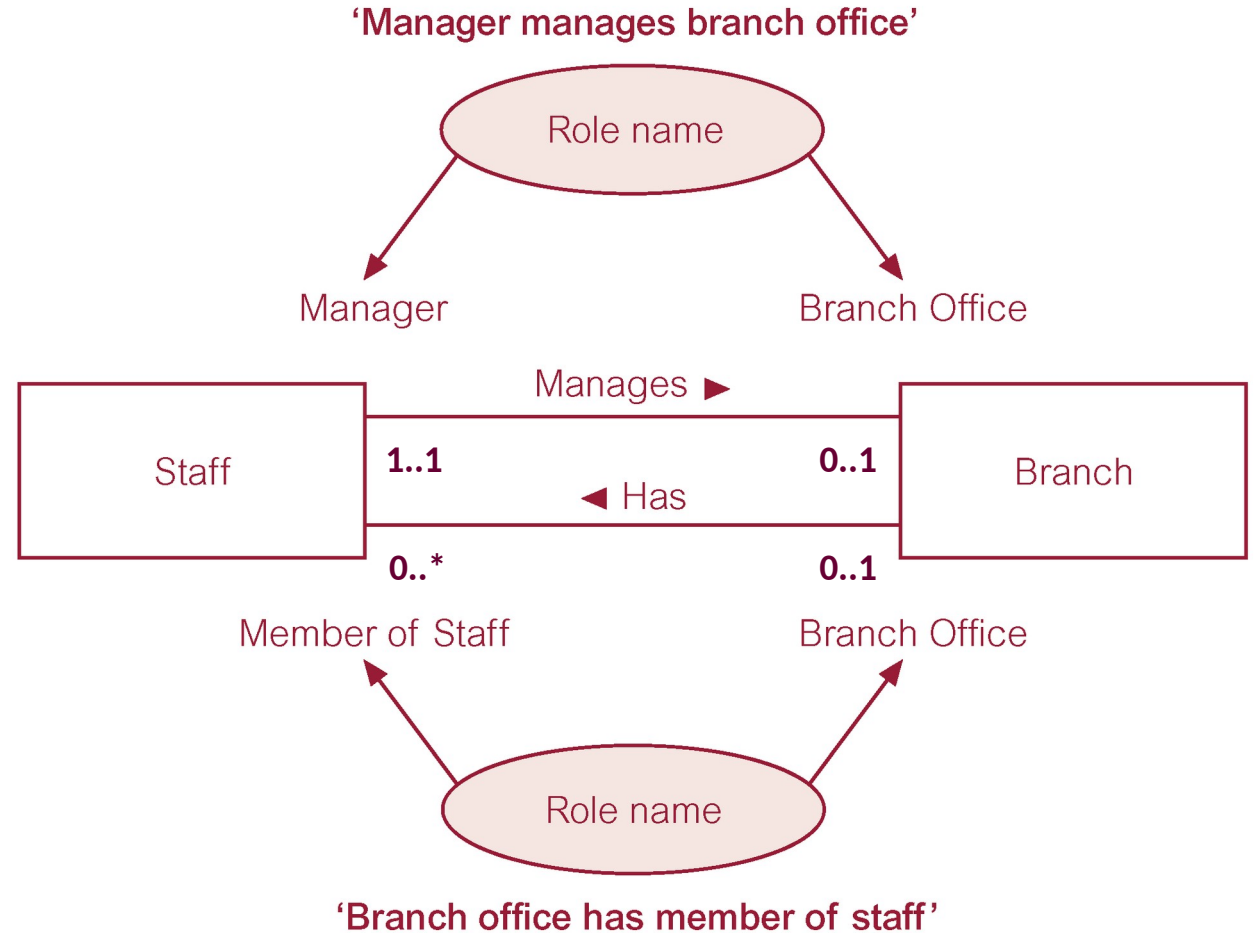 ‘Manager manages branch office’
Role name
Manager
Branch Office
Manages ►
Staff
1..1
0..1
Branch
◄ Has
0..*
0..1
Member of Staff
Branch Office
Role name
‘Branch office has member of staff’